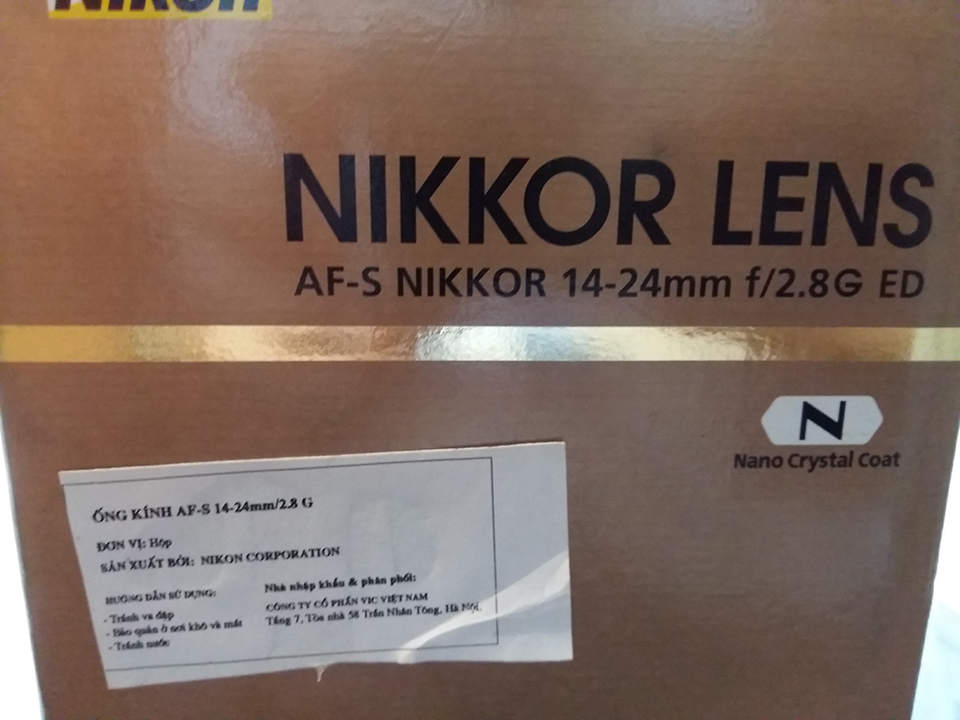 Nikon
NIKKOR LENS
AF-S NIKKOR 14-24mm f/2.8G ED
N
Nano Crystal Coat
ỐNG KÍNH AF-S 14-24mm/2.8 G
ĐƠN VỊ: Hộp
SẢN XUẤT BỞI: NIKON CORPORATION
HƯỚNG DẪN SỬ DỤNG:
- Tránh va đập
- Bảo quản ở nơi khô và mát
- Tránh nước
Nhà nhập khẩu & phân phối:
CÔNG TY CỔ PHẦN VIC VIỆT NAM
Tầng 7, Tòa nhà 58 Trần Nhân Tông, Hà Nội.